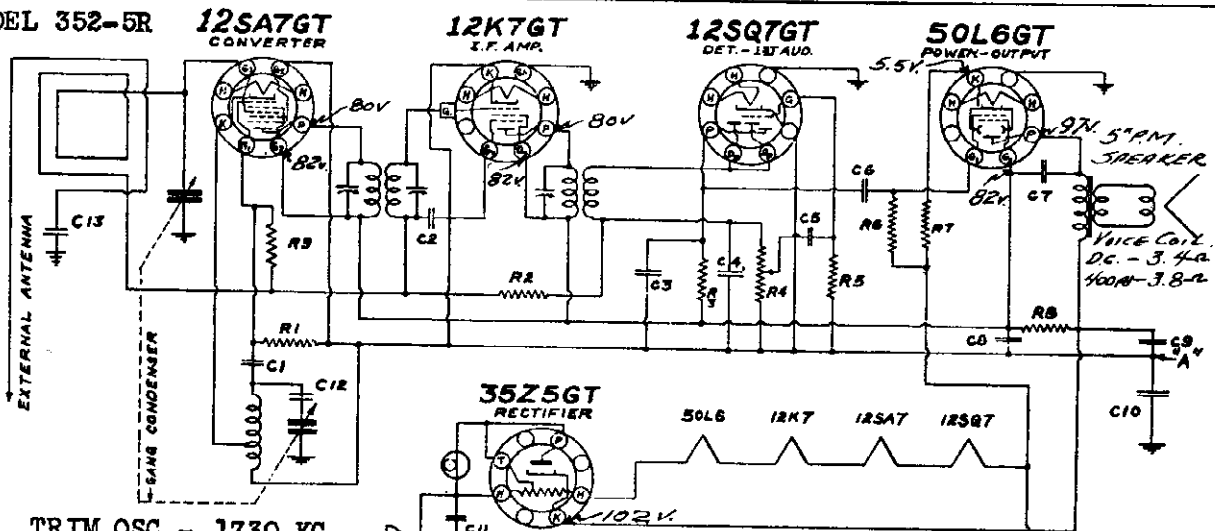 DEL 352-5R
12SA7GT
CONVERTER
12K7GT
I.F. AMP.
12SQ7GT
DET.-1ST AUD.
50L6GT
POWER-OUTPUT
5.5V.
80V
80V
97V.
82V.
82V.
82V.
5" P.M.
SPEAKER
VOICE COIL.
D.C. - 3.4Ω
400~ - 3.8Ω
G1
H
K
P
G
EXTERNAL ANTENNA
C13
R9
C2
R2
C3
R3
C4
R4
C5
R5
C6
R6
R7
C7
R8
C8
C9
"A"
C10
R1
C1
C12
GANG CONDENSER
35Z5GT
RECTIFIER
P
T
H
H
K
102V.
50L6
12K7
12SA7
12SQ7
TRIM OSC - 1730 KC